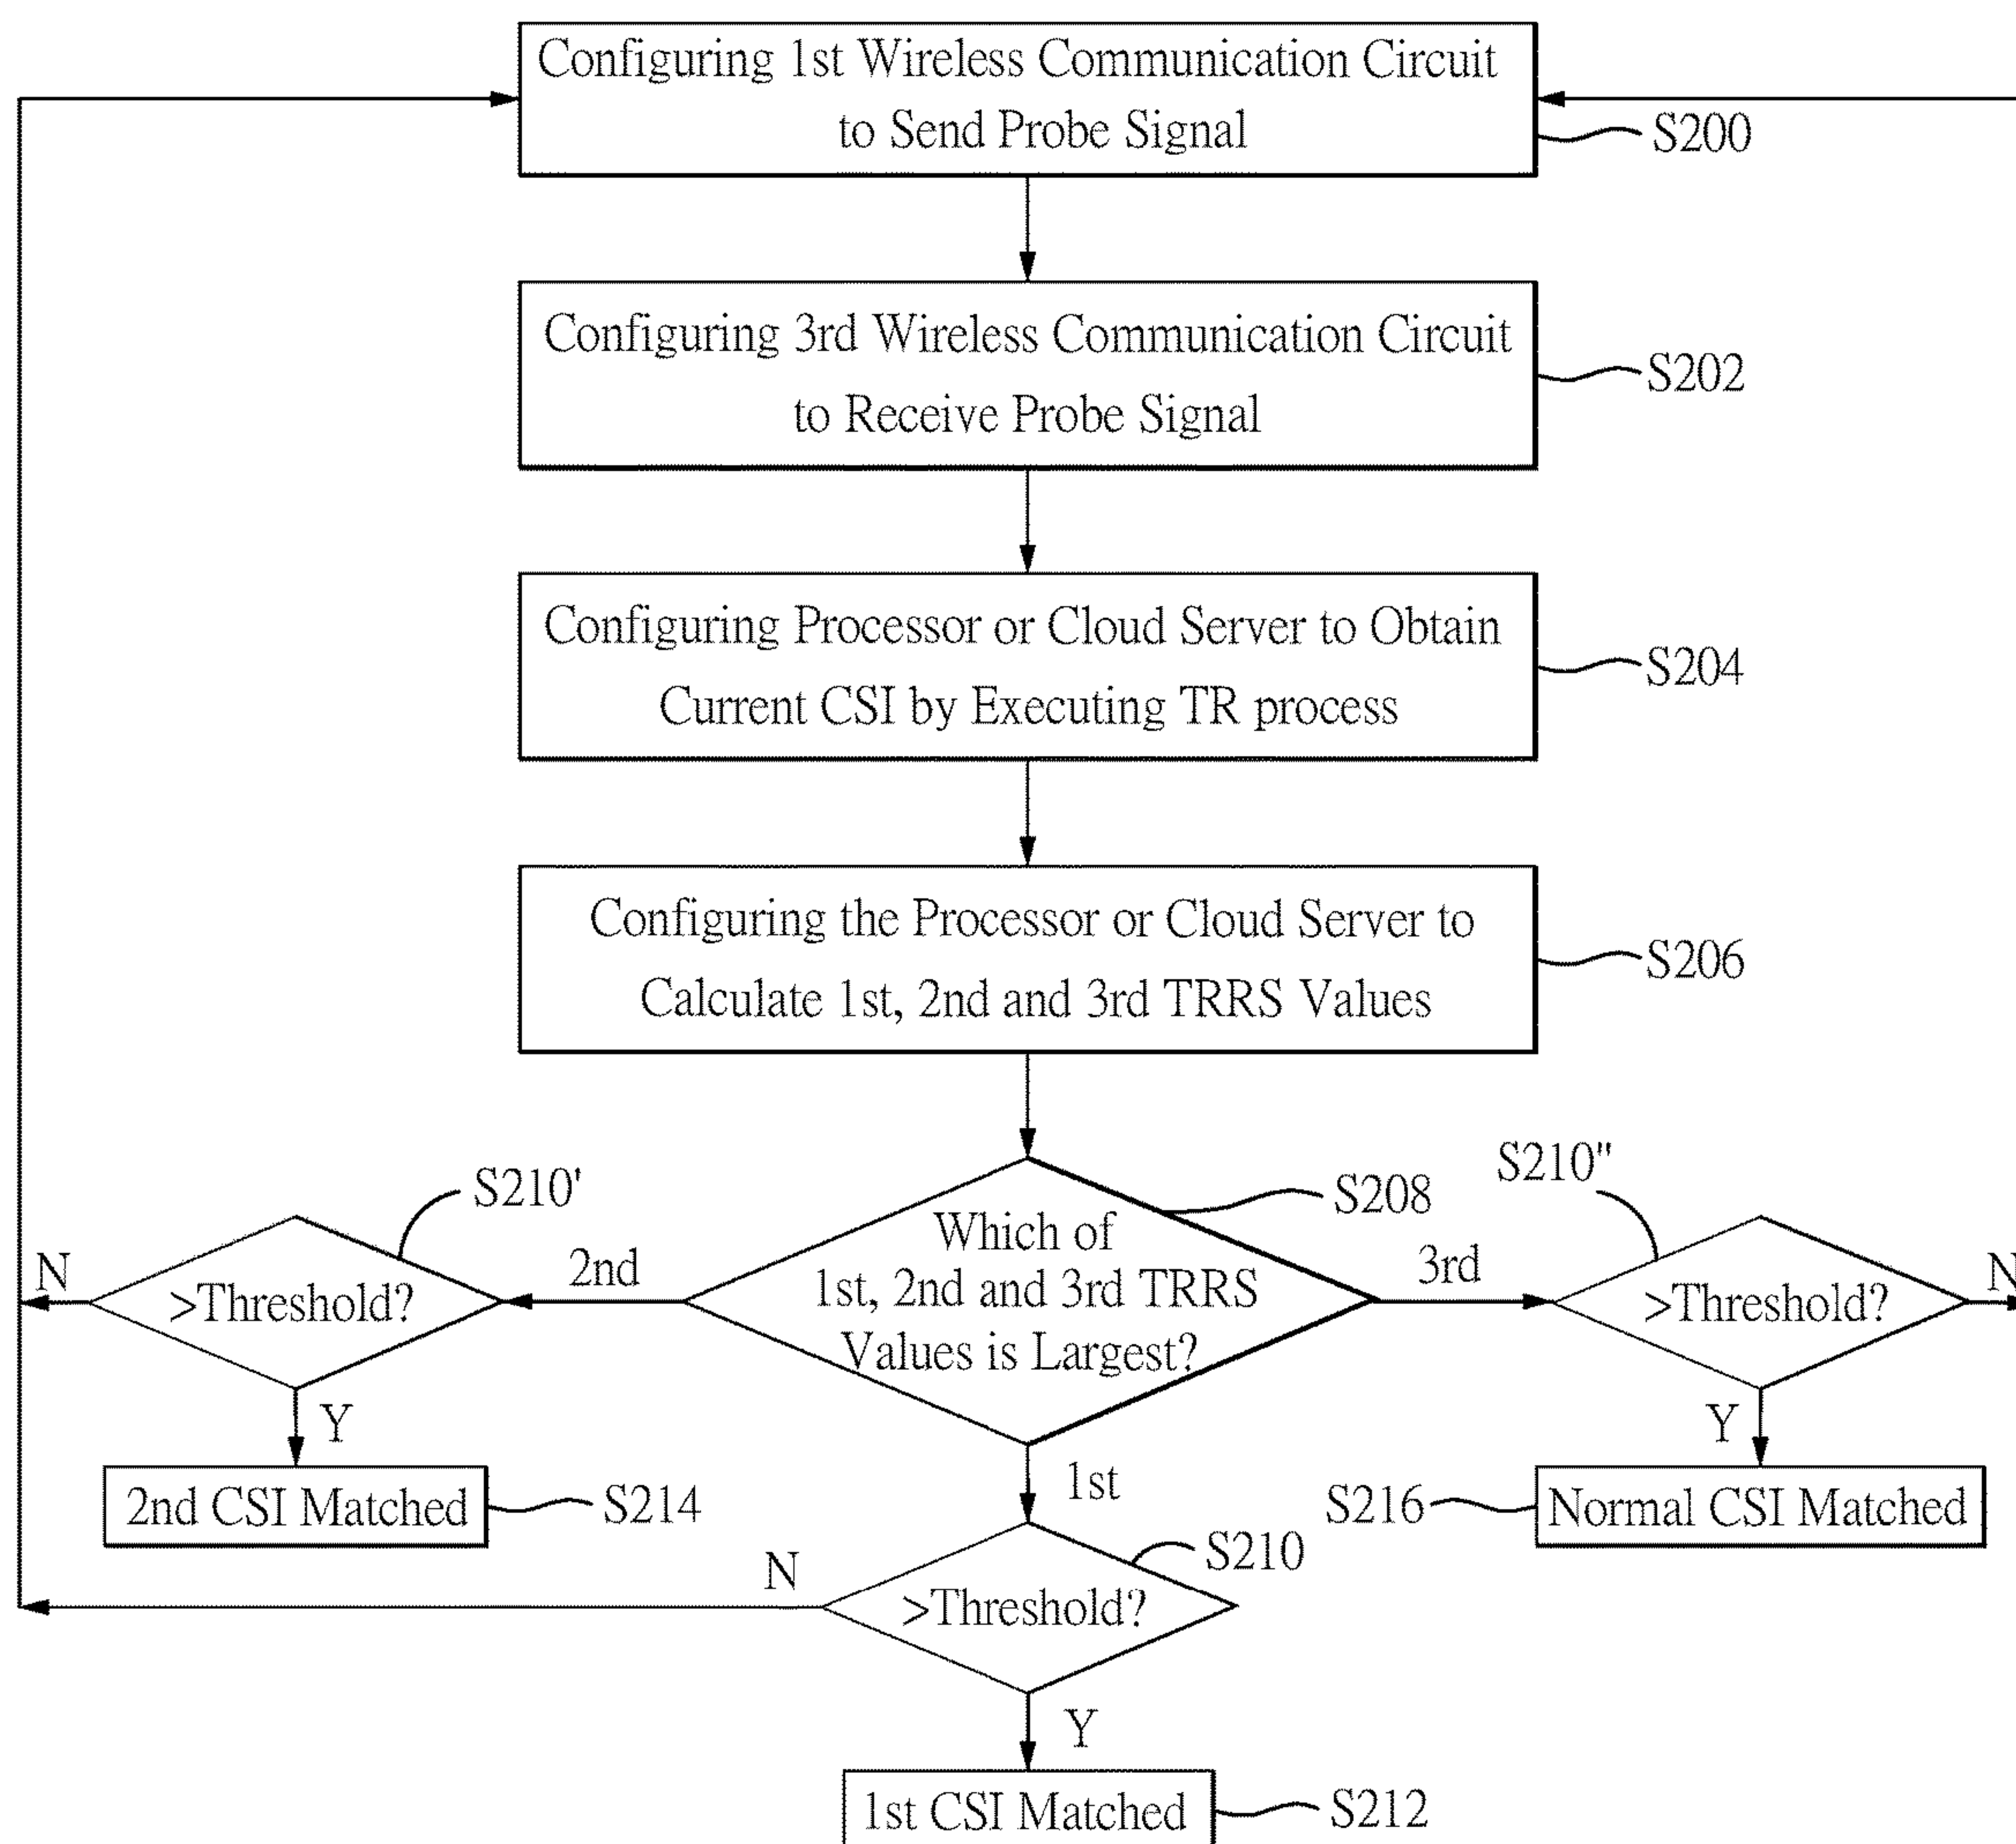 Configuring 1st Wireless Communication Circuit
to Send Probe Signal
S200
Configuring 3rd Wireless Communication Circuit
to Receive Probe Signal
S202
Configuring Processor or Cloud Server to Obtain
Current CSI by Executing TR process
S204
Configuring the Processor or Cloud Server to
Calculate 1st, 2nd and 3rd TRRS Values
S206
Which of
1st, 2nd and 3rd TRRS
Values is Largest?
S208
2nd
S210'
>Threshold?
N
Y
2nd CSI Matched
S214
3rd
S210"
>Threshold?
N
Y
Normal CSI Matched
S216
1st
S210
>Threshold?
N
Y
1st CSI Matched
S212